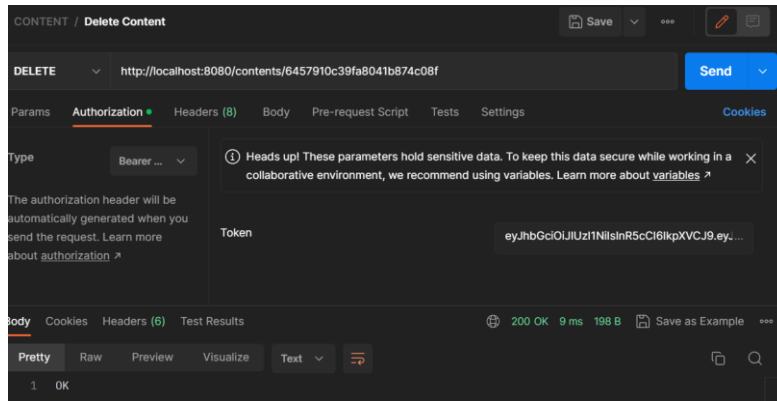 CONTENT / Delete Content Save
DELETE http://localhost:8080/contents/6457910c39fa8041b874c08f Send
Params Authorization Headers (8) Body Pre-request Script Tests Settings Cookies
Type Bearer ...
Heads up! These parameters hold sensitive data. To keep this data secure while working in a
collaborative environment, we recommend using variables. Learn more about variables ↗
The authorization header will be
automatically generated when you
send the request. Learn more
about authorization ↗
Token eyJhbGciOiJIUzI1NiIsInR5cCI6IkpXVCJ9.eyJ...
Body Cookies Headers (6) Test Results 200 OK 9 ms 198 B Save as Example
Pretty Raw Preview Visualize Text
1 OK